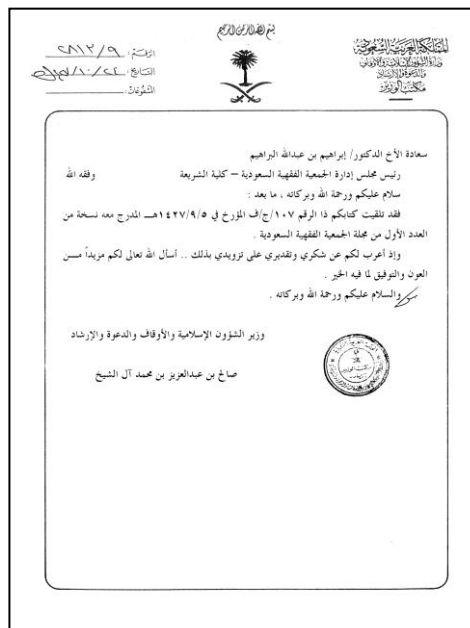 بسم الله الرحمن الرحيم
المملكة العربية السعودية
وزارة الشؤون الإسلامية والأوقاف
والدعوة والإرشاد
مكتب الوزير
الرقم:
التاريخ:
المشفوعات:
سعادة الأخ الدكتور/ إبراهيم بن عبدالله البراهيم
رئيس مجلس إدارة الجمعية الفقهية السعودية – كلية الشريعة وفقه الله
سلام عليكم ورحمة الله وبركاته ، ما بعد :
فقد تلقيت كتابكم ذا الرقم ١٠٧/ج/ف المؤرخ في ١٤٢٧/٩/٥هـــ المدرج معه نسخة من
العدد الأول من مجلة الجمعية الفقهية السعودية .
وإذ أعرب لكم عن شكري وتقديري على تزويدي بذلك .. أسأل الله تعالى لكم مزيداً مـــن
العون والتوفيق لما فيه الخير .
والسلام عليكم ورحمة الله وبركاته .
وزير الشؤون الإسلامية والأوقاف والدعوة والإرشاد
صالح بن عبدالعزيز بن محمد آل الشيخ